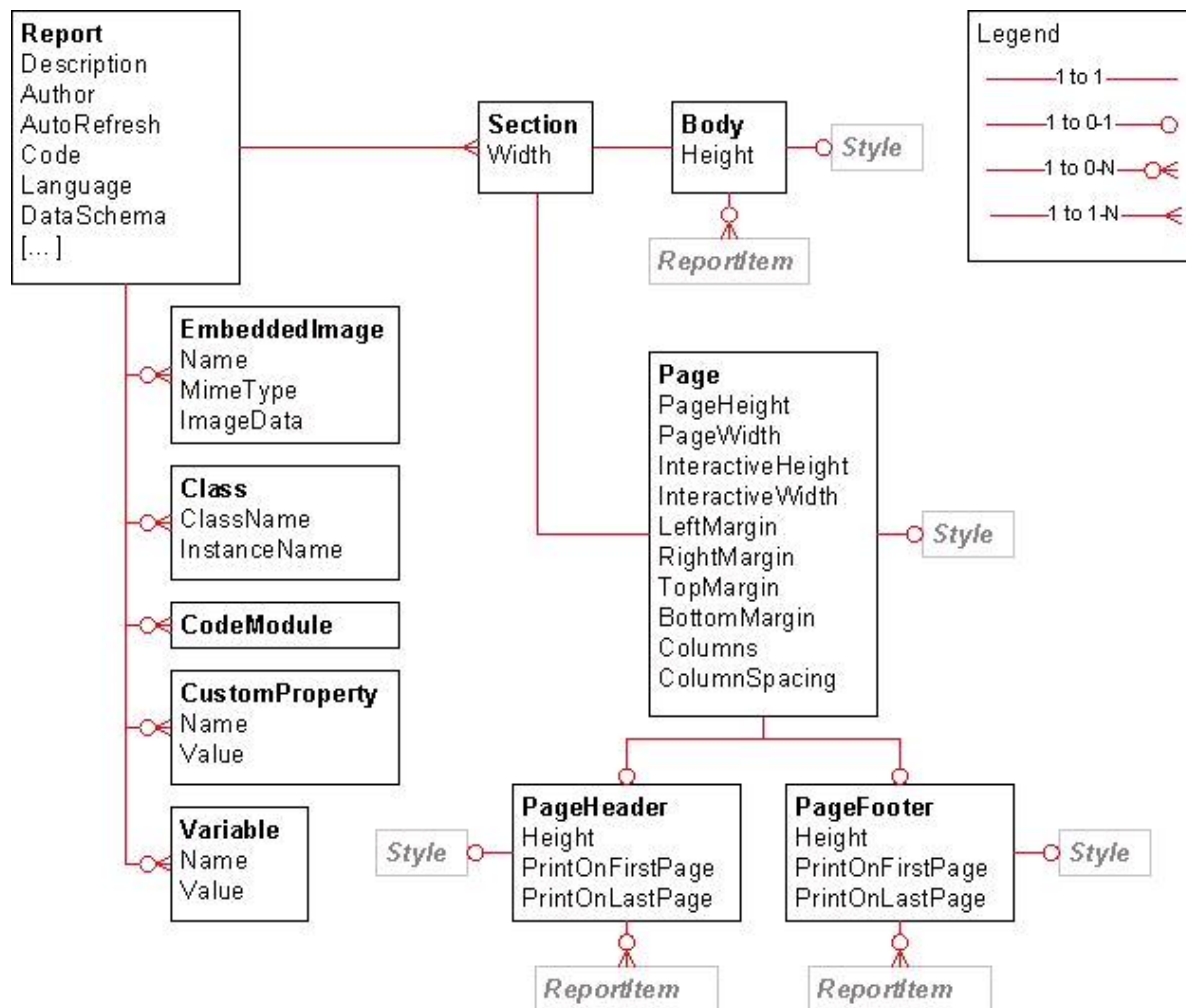 Report
Description
Author
AutoRefresh
Code
Language
DataSchema
[... ]
Section
Width
Body
Height
Style
ReportItem
Legend
1 to 1
1 to 0-1
1 to 0-N
1 to 1-N
EmbeddedImage
Name
MimeType
ImageData
Class
ClassName
InstanceName
CodeModule
CustomProperty
Name
Value
Variable
Name
Value
Page
PageHeight
PageWidth
InteractiveHeight
InteractiveWidth
LeftMargin
RightMargin
TopMargin
BottomMargin
Columns
ColumnSpacing
Style
PageHeader
Height
PrintOnFirstPage
PrintOnLastPage
Style
ReportItem
PageFooter
Height
PrintOnFirstPage
PrintOnLastPage
Style
ReportItem